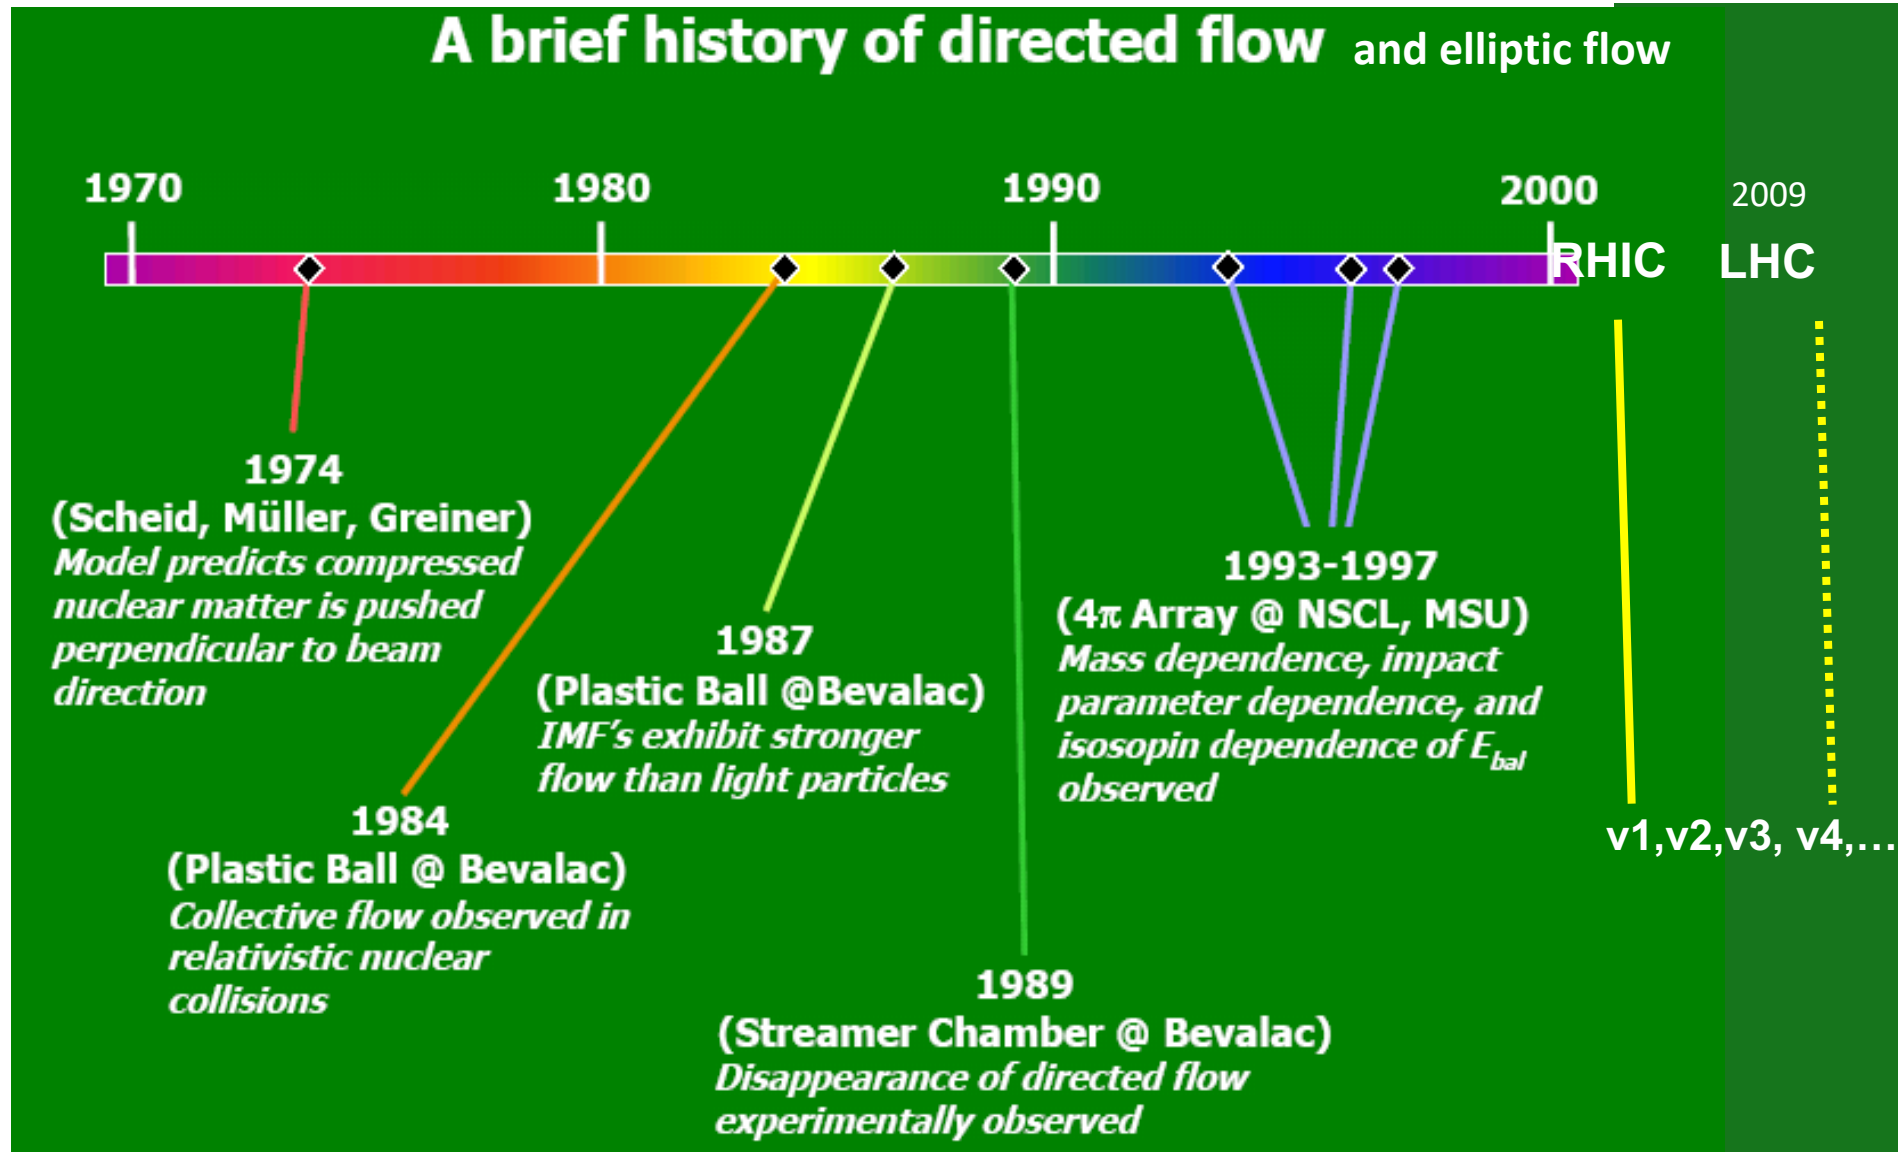 A brief history of directed flow and elliptic flow
1970 1980 1990 2000 2009
RHIC LHC
1974
(Scheid, Müller, Greiner)
Model predicts compressed
nuclear matter is pushed
perpendicular to beam
direction
1984
(Plastic Ball @ Bevalac)
Collective flow observed in
relativistic nuclear
collisions
1987
(Plastic Ball @Bevalac)
IMF's exhibit stronger
flow than light particles
1989
(Streamer Chamber @ Bevalac)
Disappearance of directed flow
experimentally observed
1993-1997
(4π Array @ NSCL, MSU)
Mass dependence, impact
parameter dependence, and
isosopin dependence of Ebal
observed
v1,v2,v3, v4,...